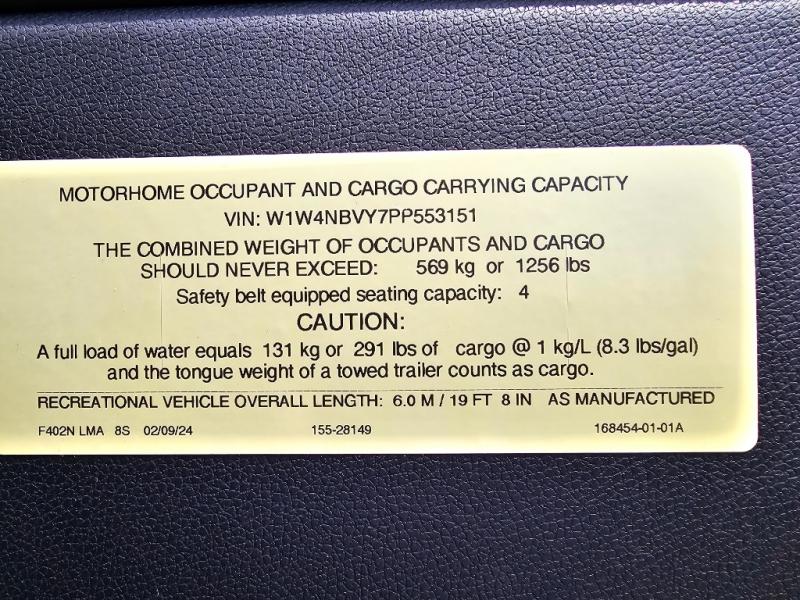 MOTORHOME OCCUPANT AND CARGO CARRYING CAPACITY
VIN: W1W4NBVY7PP553151
THE COMBINED WEIGHT OF OCCUPANTS AND CARGO
SHOULD NEVER EXCEED: 569 kg or 1256 lbs
Safety belt equipped seating capacity: 4
CAUTION:
A full load of water equals 131 kg or 291 lbs of cargo @ 1 kg/L (8.3 lbs/gal)
and the tongue weight of a towed trailer counts as cargo.
RECREATIONAL VEHICLE OVERALL LENGTH: 6.0 M / 19 FT 8 IN AS MANUFACTURED
F402N LMA 8S 02/09/24 155-28149 168454-01-01A